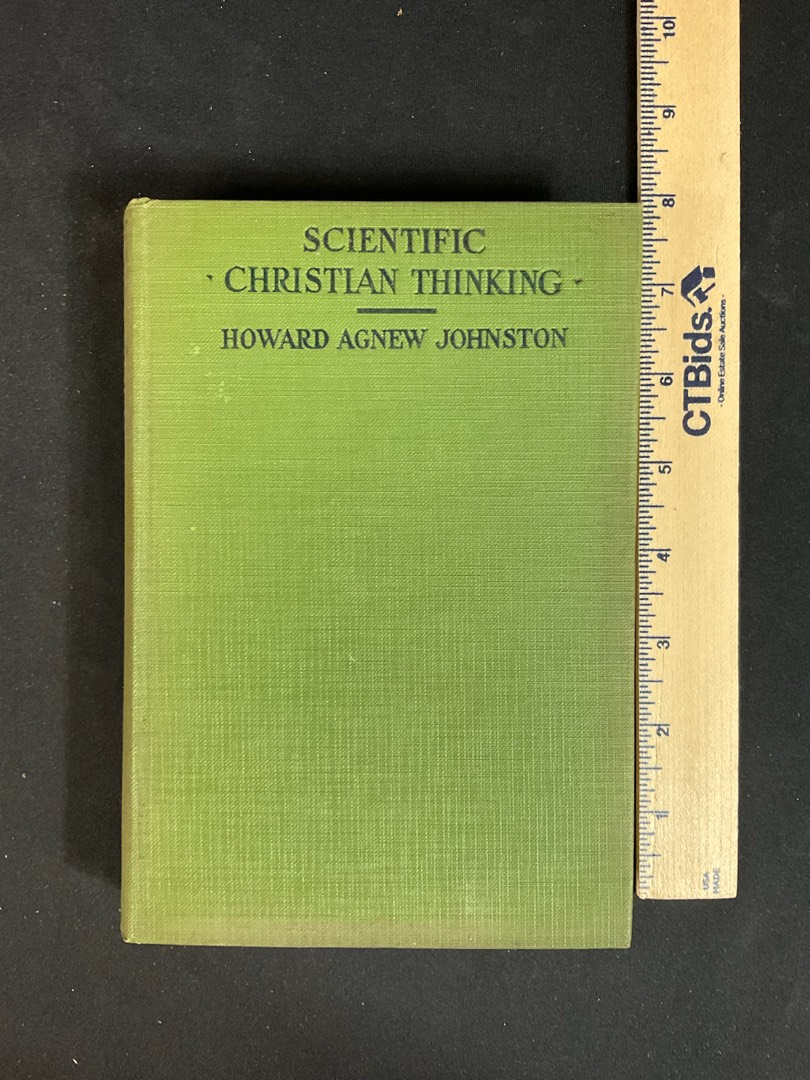 SCIENTIFIC
· CHRISTIAN THINKING ·
HOWARD AGNEW JOHNSTON
10
9
8
7
6
5
4
3
2
1
CTBids.
- Online Estate Sale Auctions -
USA
MADE